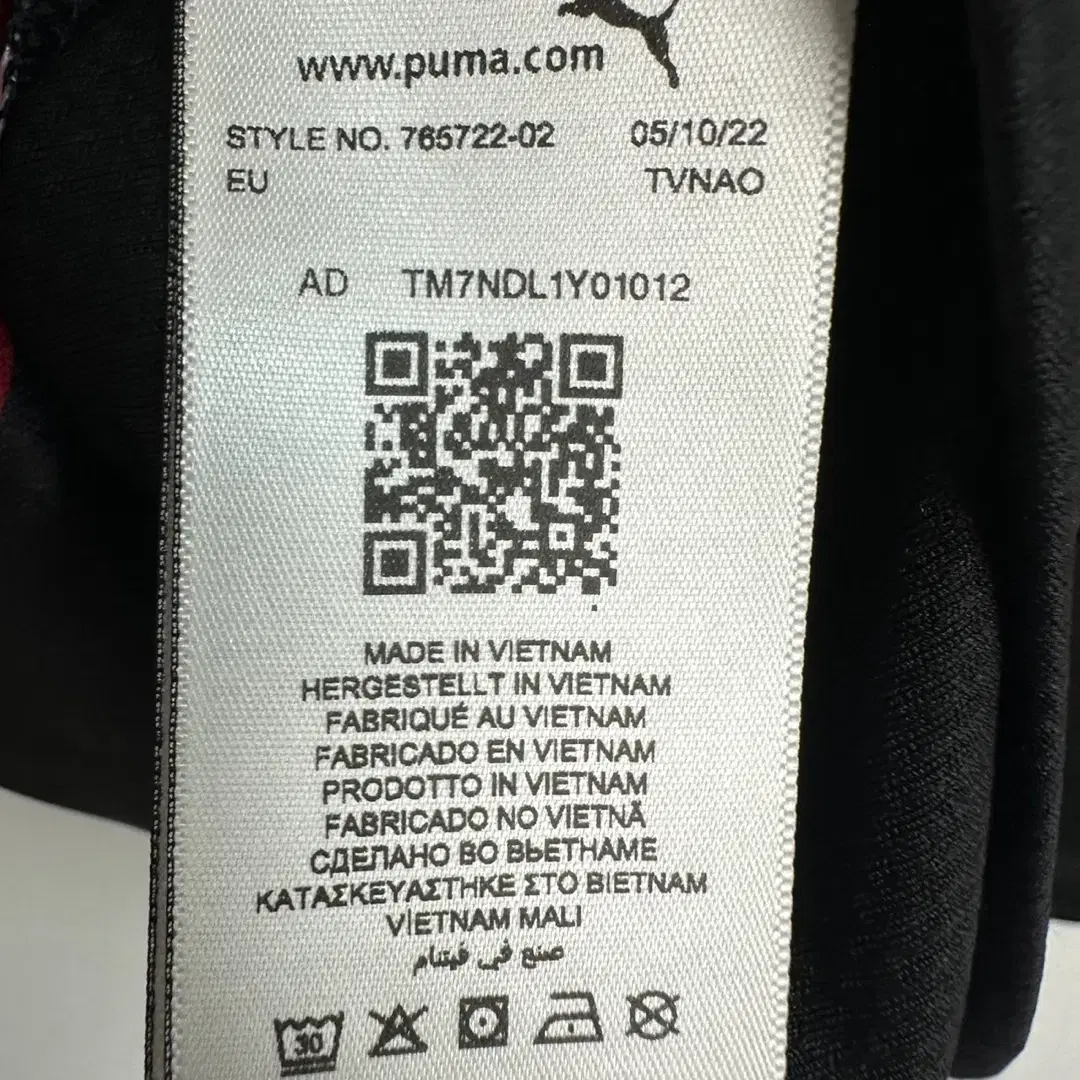 www.puma.com
STYLE NO. 765722-02 05/10/22
EU TVNAO
AD TM7NDL1Y01012
MADE IN VIETNAM
HERGESTELLT IN VIETNAM
FABRIQUÉ AU VIETNAM
FABRICADO EN VIETNAM
PRODOTTO IN VIETNAM
FABRICADO NO VIETNÃ
СДЕЛАНО ВО ВЬЕТНАМЕ
ΚΑΤΑΣΚΕΥΑΣΤΗΚΕ ΣΤΟ ΒΙΕΤΝΑΜ
VIETNAM MALI
صنع في فيتنام
30